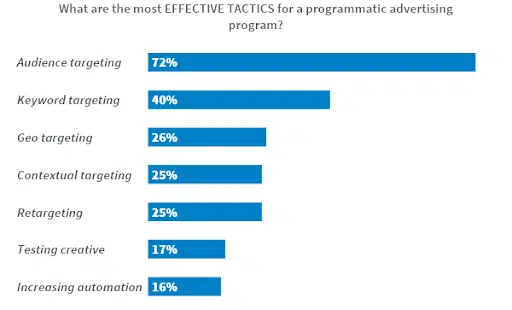 What are the most EFFECTIVE TACTICS for a programmatic advertising
program?
Audience targeting 72%
Keyword targeting 40%
Geo targeting 26%
Contextual targeting 25%
Retargeting 25%
Testing creative 17%
Increasing automation 16%